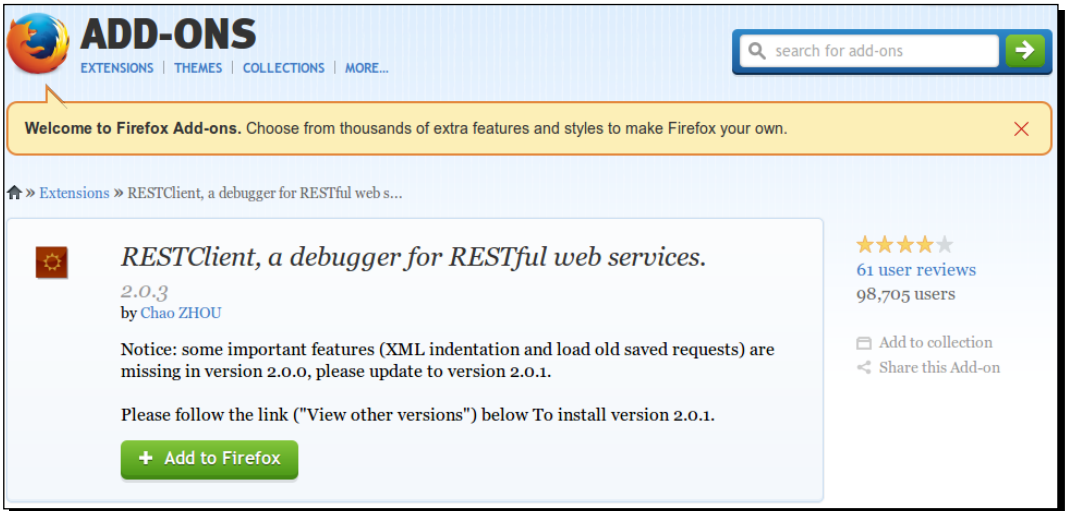 ADD-ONS
EXTENSIONS | THEMES | COLLECTIONS | MORE...
search for add-ons
Welcome to Firefox Add-ons. Choose from thousands of extra features and styles to make Firefox your own.
» Extensions » RESTClient, a debugger for RESTful web s...
RESTClient, a debugger for RESTful web services.
2.0.3
by Chao ZHOU
Notice: some important features (XML indentation and load old saved requests) are
missing in version 2.0.0, please update to version 2.0.1.
Please follow the link ("View other versions") below To install version 2.0.1.
+ Add to Firefox
61 user reviews
98,705 users
Add to collection
Share this Add-on